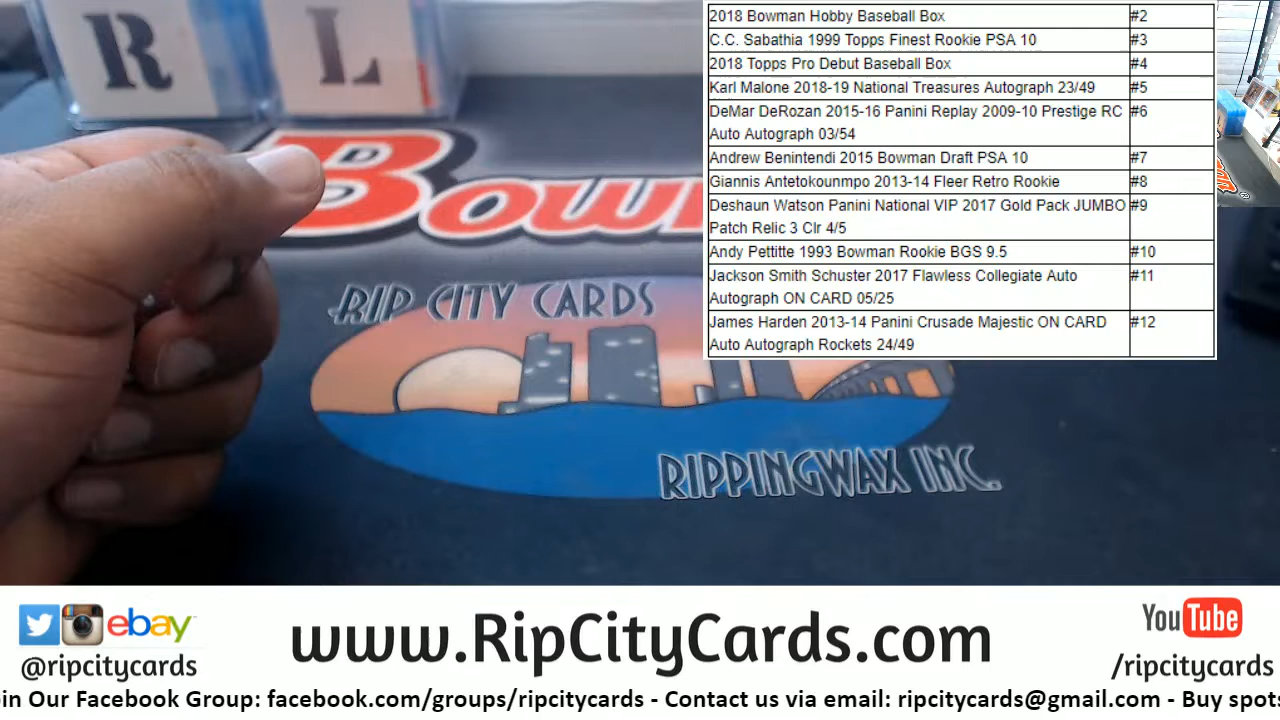 R L
2018 Bowman Hobby Baseball Box #2
C.C. Sabathia 1999 Topps Finest Rookie PSA 10 #3
2018 Topps Pro Debut Baseball Box #4
Karl Malone 2018-19 National Treasures Autograph 23/49 #5
DeMar DeRozan 2015-16 Panini Replay 2009-10 Prestige RC #6
Auto Autograph 03/54
Andrew Benintendi 2015 Bowman Draft PSA 10 #7
Giannis Antetokounmpo 2013-14 Fleer Retro Rookie #8
Deshaun Watson Panini National VIP 2017 Gold Pack JUMBO #9
Patch Relic 3 Clr 4/5
Andy Pettitte 1993 Bowman Rookie BGS 9.5 #10
Jackson Smith Schuster 2017 Flawless Collegiate Auto #11
Autograph ON CARD 05/25
James Harden 2013-14 Panini Crusade Majestic ON CARD #12
Auto Autograph Rockets 24/49
B
Bow
RIP CITY CARDS
RIPPINGWAX INC.
ebay
@ripcitycards
www.RipCityCards.com
YouTube
/ripcitycards
in Our Facebook Group: facebook.com/groups/ripcitycards - Contact us via email: ripcitycards@gmail.com - Buy spots